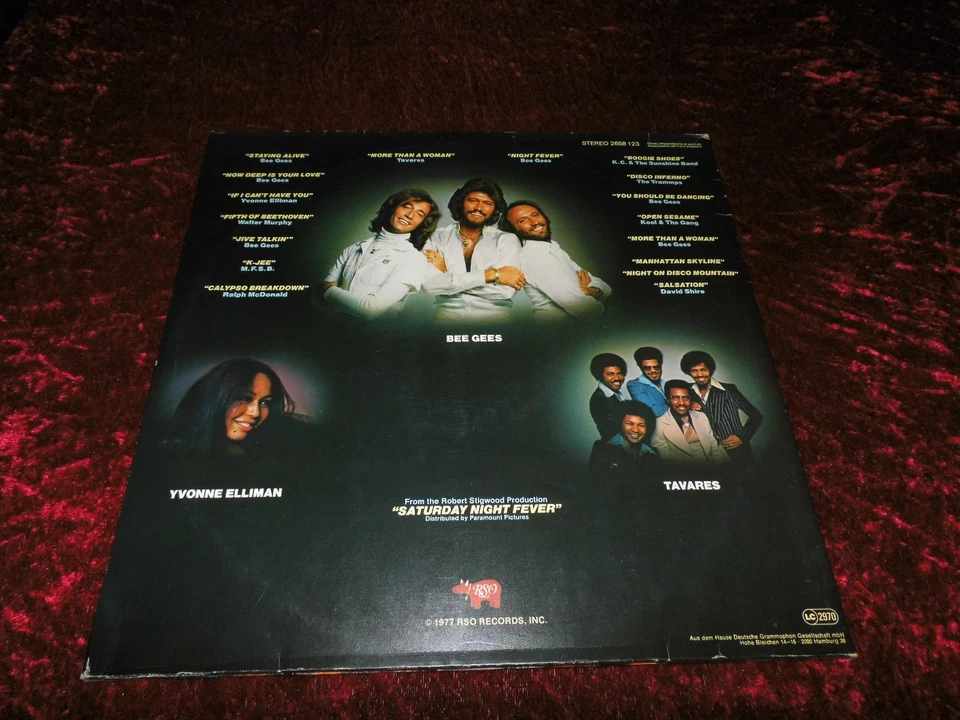 STEREO 2658 123
"STAYING ALIVE"
Bee Gees
"HOW DEEP IS YOUR LOVE"
Bee Gees
"IF I CAN'T HAVE YOU"
Yvonne Elliman
"FIFTH OF BEETHOVEN"
Walter Murphy
"JIVE TALKIN'"
Bee Gees
"K-JEE"
M.F.S.B.
"CALYPSO BREAKDOWN"
Ralph McDonald
"MORE THAN A WOMAN"
Tavares
"NIGHT FEVER"
Bee Gees
"BOOGIE SHOES"
K.C. & The Sunshine Band
"DISCO INFERNO"
The Trammps
"YOU SHOULD BE DANCING"
Bee Gees
"OPEN SESAME"
Kool & The Gang
"MORE THAN A WOMAN"
Bee Gees
"MANHATTAN SKYLINE"
"NIGHT ON DISCO MOUNTAIN"
"SALSATION"
David Shire
BEE GEES
YVONNE ELLIMAN
TAVARES
From the Robert Stigwood Production
"SATURDAY NIGHT FEVER"
Distributed by Paramount Pictures
RSO
© 1977 RSO RECORDS, INC.
LC 2970
Aus dem Hause Deutsche Grammophon Gesellschaft mbH
Hohe Bleichen 14-16 · 2000 Hamburg 36